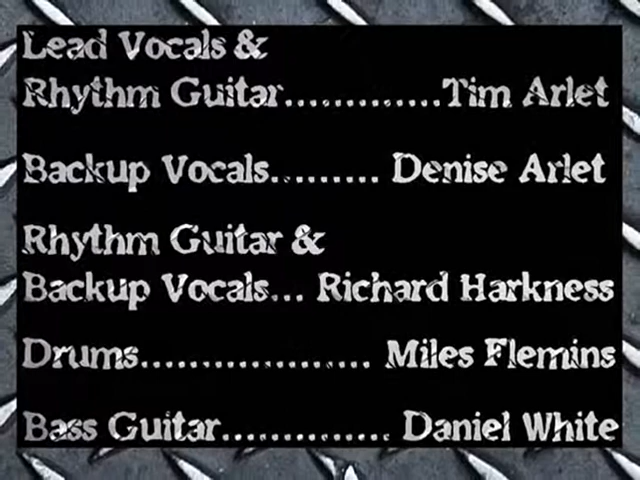 Lead Vocals &
Rhythm Guitar.............Tim Arlet
Backup Vocals......... Denise Arlet
Rhythm Guitar &
Backup Vocals... Richard Harkness
Drums................... Miles Flemins
Bass Guitar.............. Daniel White